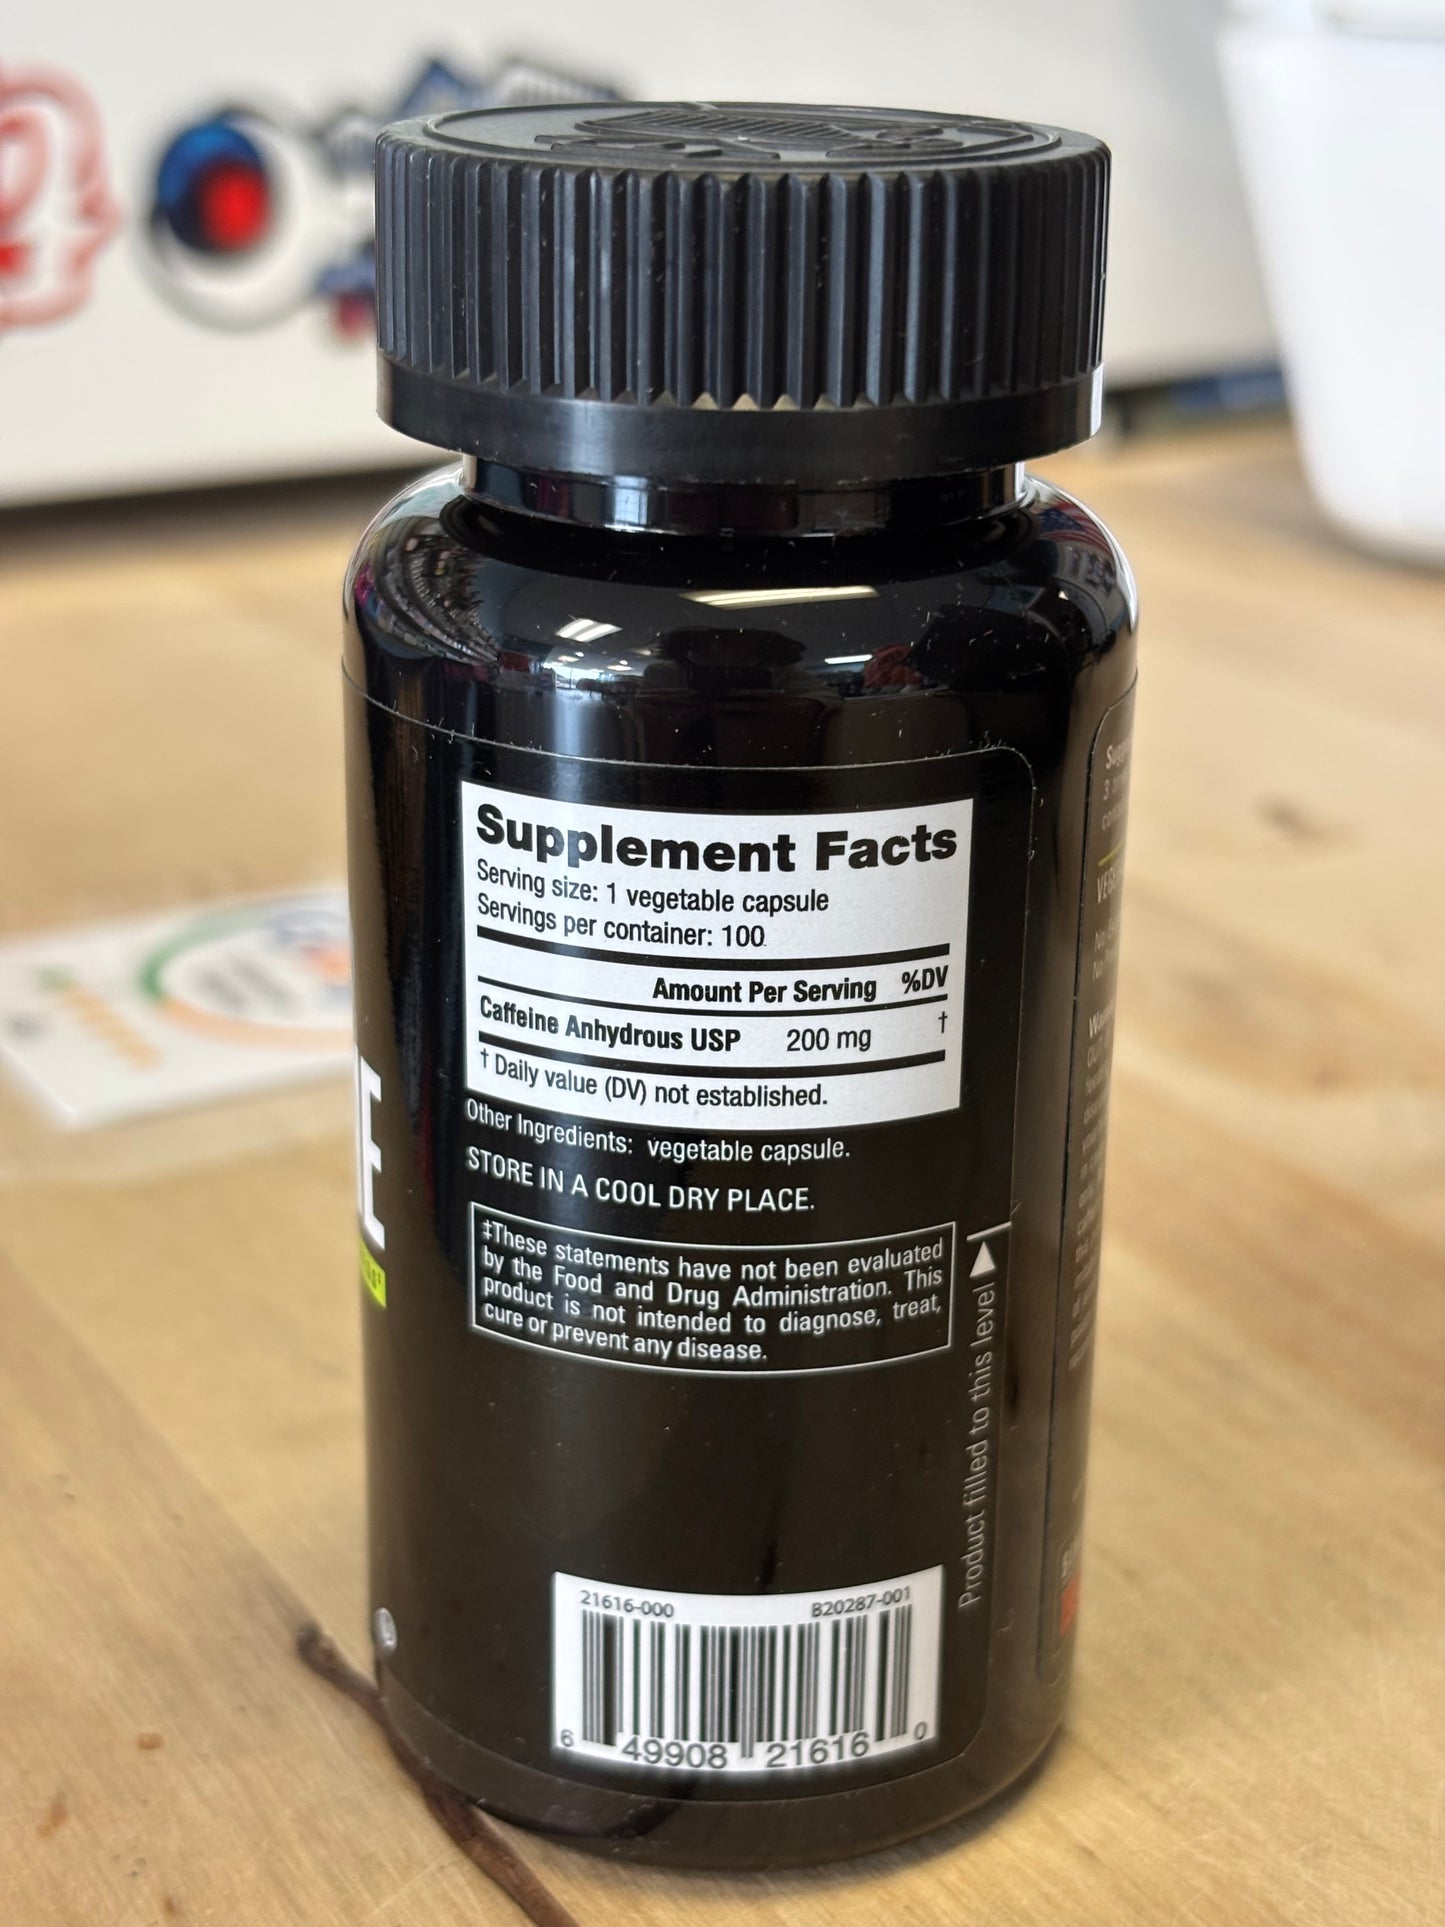 Supplement Facts
Serving size: 1 vegetable capsule
Servings per container: 100
Amount Per Serving %DV
Caffeine Anhydrous USP 200 mg †
† Daily value (DV) not established.
Other Ingredients: vegetable capsule.
STORE IN A COOL DRY PLACE.
‡These statements have not been evaluated
by the Food and Drug Administration. This
product is not intended to diagnose, treat,
cure or prevent any disease.
Product filled to this level
21616-000 B20287-001
6 49908 21616 0